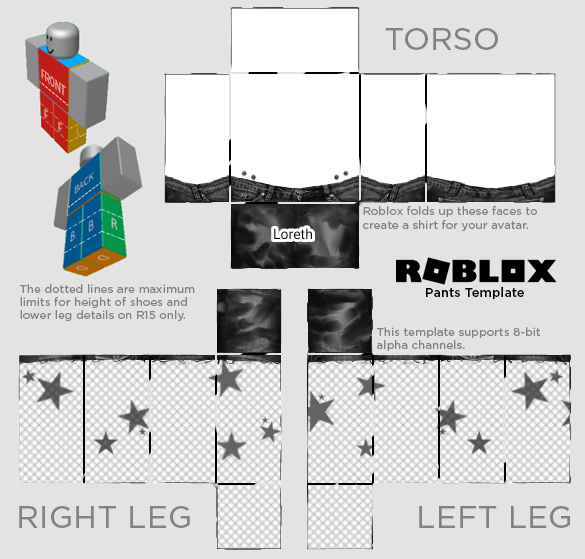 TORSO
FRONT
F F L
BACK
B B R
Loreth
Roblox folds up these faces to
create a shirt for your avatar.
ROBLOX
Pants Template
The dotted lines are maximum
limits for height of shoes and
lower leg details on R15 only.
This template supports 8-bit
alpha channels.
RIGHT LEG
LEFT LEG